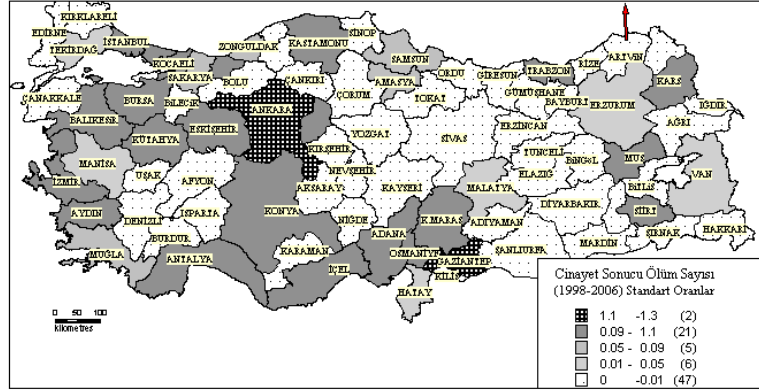 KIRKLARELİ
EDİRNE
TEKİRDAĞ
İSTANBUL
KOCAELİ
SAKARYA
ZONGULDAK
BOLU
KASTAMONU
SİNOP
ÇANKIRI
SAMSUN
AMASYA
ÇORUM
ORDU
TOKAT
GİRESUN
TRABZON
GÜMÜŞHANE
BAYBURT
RİZE
ARTVİN
KARS
ERZURUM
IĞDIR
AĞRI
ÇANAKKALE
BURSA
BİLECİK
BALIKESİR
KÜTAHYA
ESKİŞEHİR
ANKARA
KIRŞEHİR
YOZGAT
SİVAS
ERZİNCAN
TUNCELİ
BİNGÖL
MUŞ
VAN
MANİSA
UŞAK
AFYON
NEVŞEHİR
AKSARAY
KAYSERİ
MALATYA
ELAZIĞ
BİTLİS
İZMİR
AYDIN
DENİZLİ
ISPARTA
KONYA
NİĞDE
K.MARAS
ADIYAMAN
DİYARBAKIR
SİİRT
ŞIRNAK
HAKKARİ
MARDİN
MUĞLA
BURDUR
ANTALYA
KARAMAN
İÇEL
ADANA
OSMANİYE
GAZİANTEP
KİLİS
ŞANLIURFA
HATAY
0 50 100
kilometres
Cinayet Sonucu Ölüm Sayısı
(1998-2006) Standart Oranlar
1.1 -1.3 (2)
0.09 - 1.1 (21)
0.05 - 0.09 (5)
0.01 - 0.05 (6)
0 -0.01 (47)